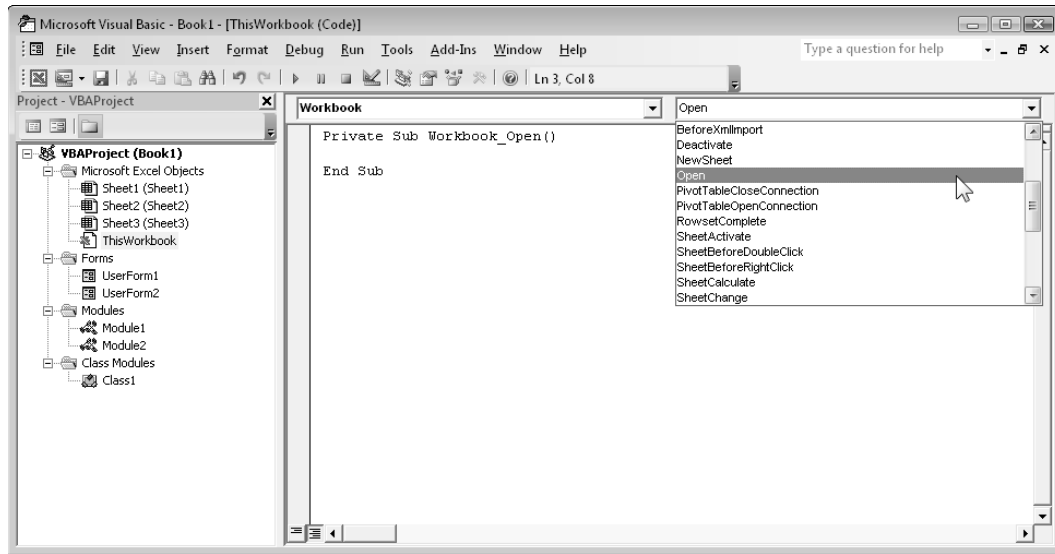 Microsoft Visual Basic - Book1 - [ThisWorkbook (Code)]
File Edit View Insert Format Debug Run Tools Add-Ins Window Help
Type a question for help
Ln 3, Col 8
Project - VBAProject
VBAProject (Book1)
Microsoft Excel Objects
Sheet1 (Sheet1)
Sheet2 (Sheet2)
Sheet3 (Sheet3)
ThisWorkbook
Forms
UserForm1
UserForm2
Modules
Module1
Module2
Class Modules
Class1
Workbook
Open
Private Sub Workbook_Open()
End Sub
BeforeXmlImport
Deactivate
NewSheet
Open
PivotTableCloseConnection
PivotTableOpenConnection
RowsetComplete
SheetActivate
SheetBeforeDoubleClick
SheetBeforeRightClick
SheetCalculate
SheetChange